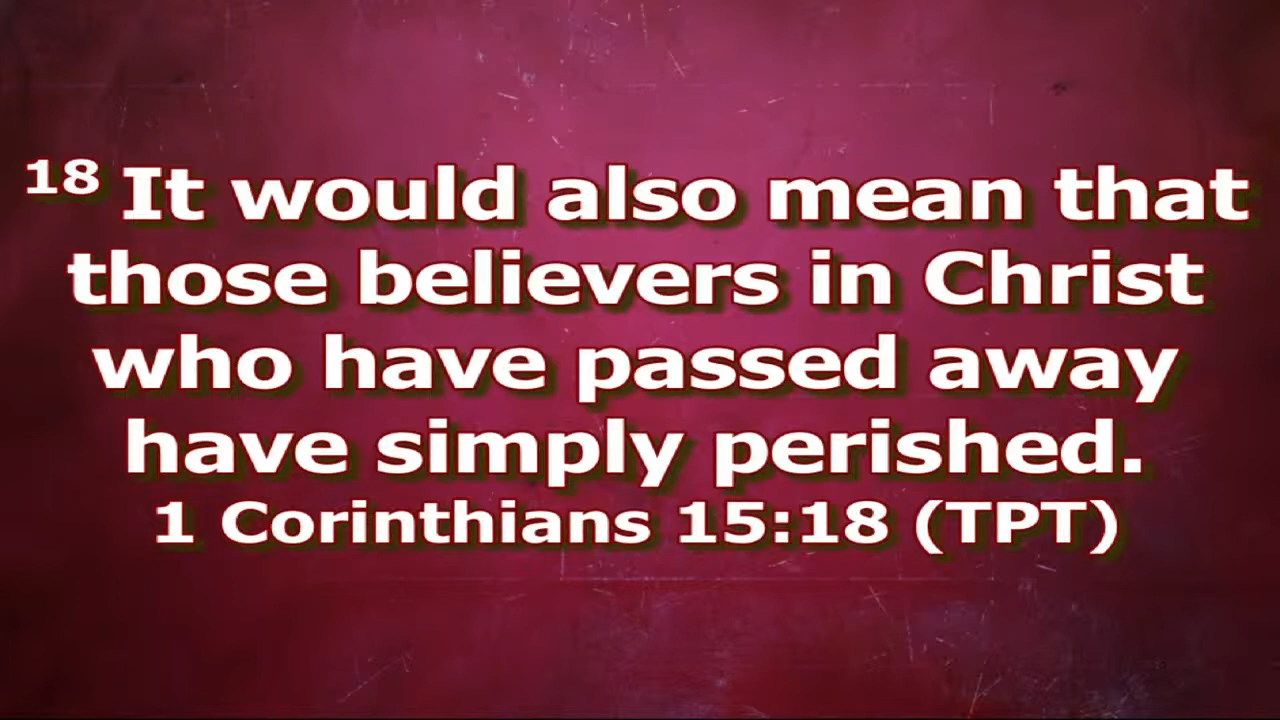 18 It would also mean that
those believers in Christ
who have passed away
have simply perished.
1 Corinthians 15:18 (TPT)